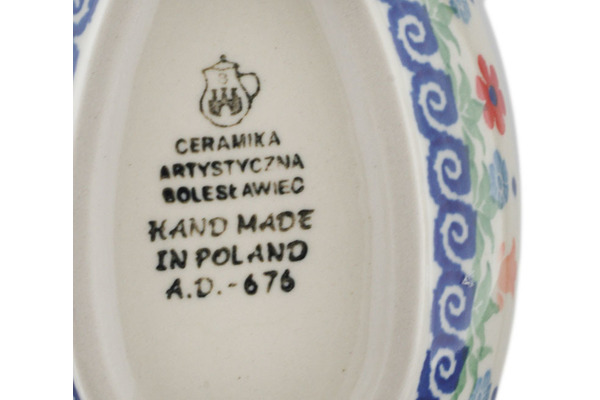 CERAMIKA
ARTYSTYCZNA
BOLESŁAWIEC
HAND MADE
IN POLAND
A.D.-676